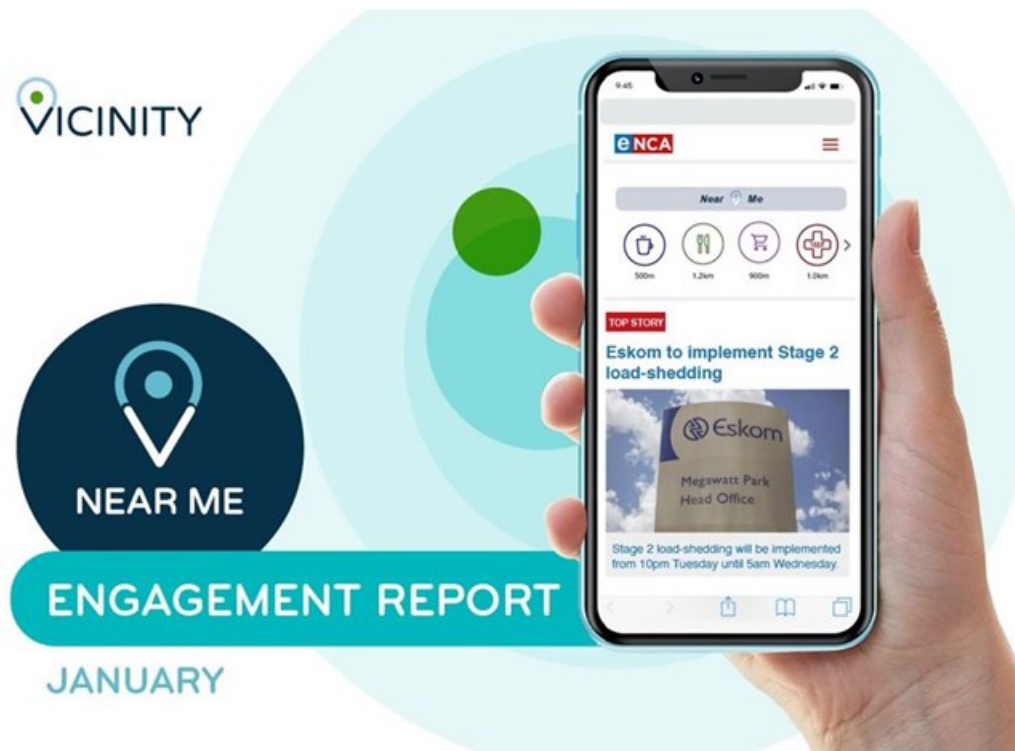 VICINITY
NEAR ME
ENGAGEMENT REPORT
JANUARY
9:45
eNCA
Near Me
500m
1.2km
900m
1.0km
TOP STORY
Eskom to implement Stage 2
load-shedding
Eskom
Megawatt Park
Head Office
Stage 2 load-shedding will be implemented
from 10pm Tuesday until 5am Wednesday.